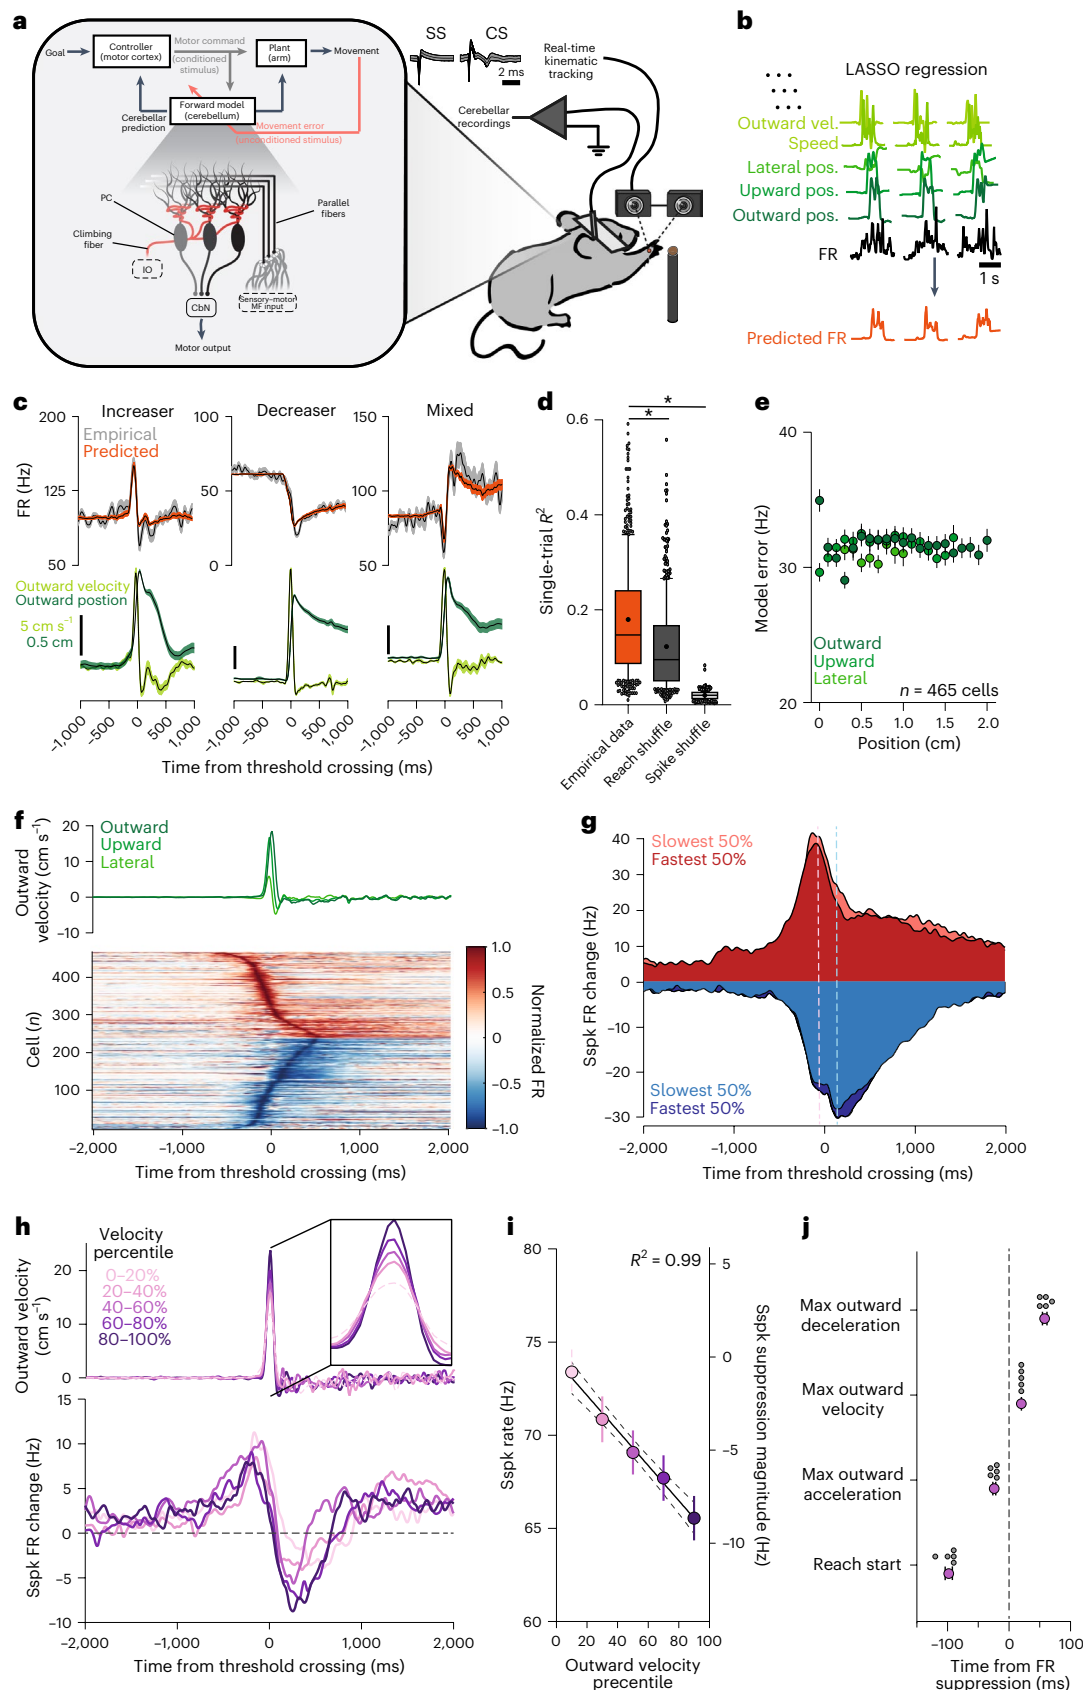 a
Goal
Controller
(motor cortex)
Motor command
(conditioned
stimulus)
Plant
(arm)
Movement
Forward model
(cerebellum)
Cerebellar
prediction
Movement error
(unconditioned stimulus)
PC
Climbing
fiber
IO
Parallel
fibers
Sensory–motor
MF input
CbN
Motor output
SS
CS
2 ms
Real-time
kinematic
tracking
Cerebellar
recordings
b
LASSO regression
Outward vel.
Speed
Lateral pos.
Upward pos.
Outward pos.
FR
1 s
Predicted FR
c
Increaser
Decreaser
Mixed
200
125
50
100
50
0
150
100
50
FR (Hz)
Empirical
Predicted
Outward velocity
Outward postion
5 cm s⁻¹
0.5 cm
–1,000
–500
0
500
1,000
–1,000
–500
0
500
1,000
–1,000
–500
0
500
1,000
Time from threshold crossing (ms)
d
*
*
0.6
0.4
0.2
0
Single-trial R²
Empirical data
Reach shuffle
Spike shuffle
e
40
30
20
Model error (Hz)
Outward
Upward
Lateral
n = 465 cells
0
0.5
1.0
1.5
2.0
Position (cm)
f
20
10
0
–10
Outward
velocity (cm s⁻¹)
Outward
Upward
Lateral
400
300
200
100
Cell (n)
1.0
0.5
0
–0.5
–1.0
Normalized FR
–2,000
–1,000
0
1,000
2,000
Time from threshold crossing (ms)
g
40
30
20
10
0
–10
–20
–30
Sspk FR change (Hz)
Slowest 50%
Fastest 50%
Slowest 50%
Fastest 50%
–2,000
–1,000
0
1,000
2,000
Time from threshold crossing (ms)
h
Velocity
percentile
0–20%
20–40%
40–60%
60–80%
80–100%
20
10
0
Outward velocity
(cm s⁻¹)
15
10
5
0
–5
–10
Sspk FR change (Hz)
–2,000
–1,000
0
1,000
2,000
Time from threshold crossing (ms)
i
80
75
70
65
60
Sspk rate (Hz)
R² = 0.99
5
0
–5
–10
Sspk suppression magnitude (Hz)
0
20
40
60
80
100
Outward velocity
percentile
j
Max outward
deceleration
Max outward
velocity
Max outward
acceleration
Reach start
–100
0
100
Time from FR
suppression (ms)